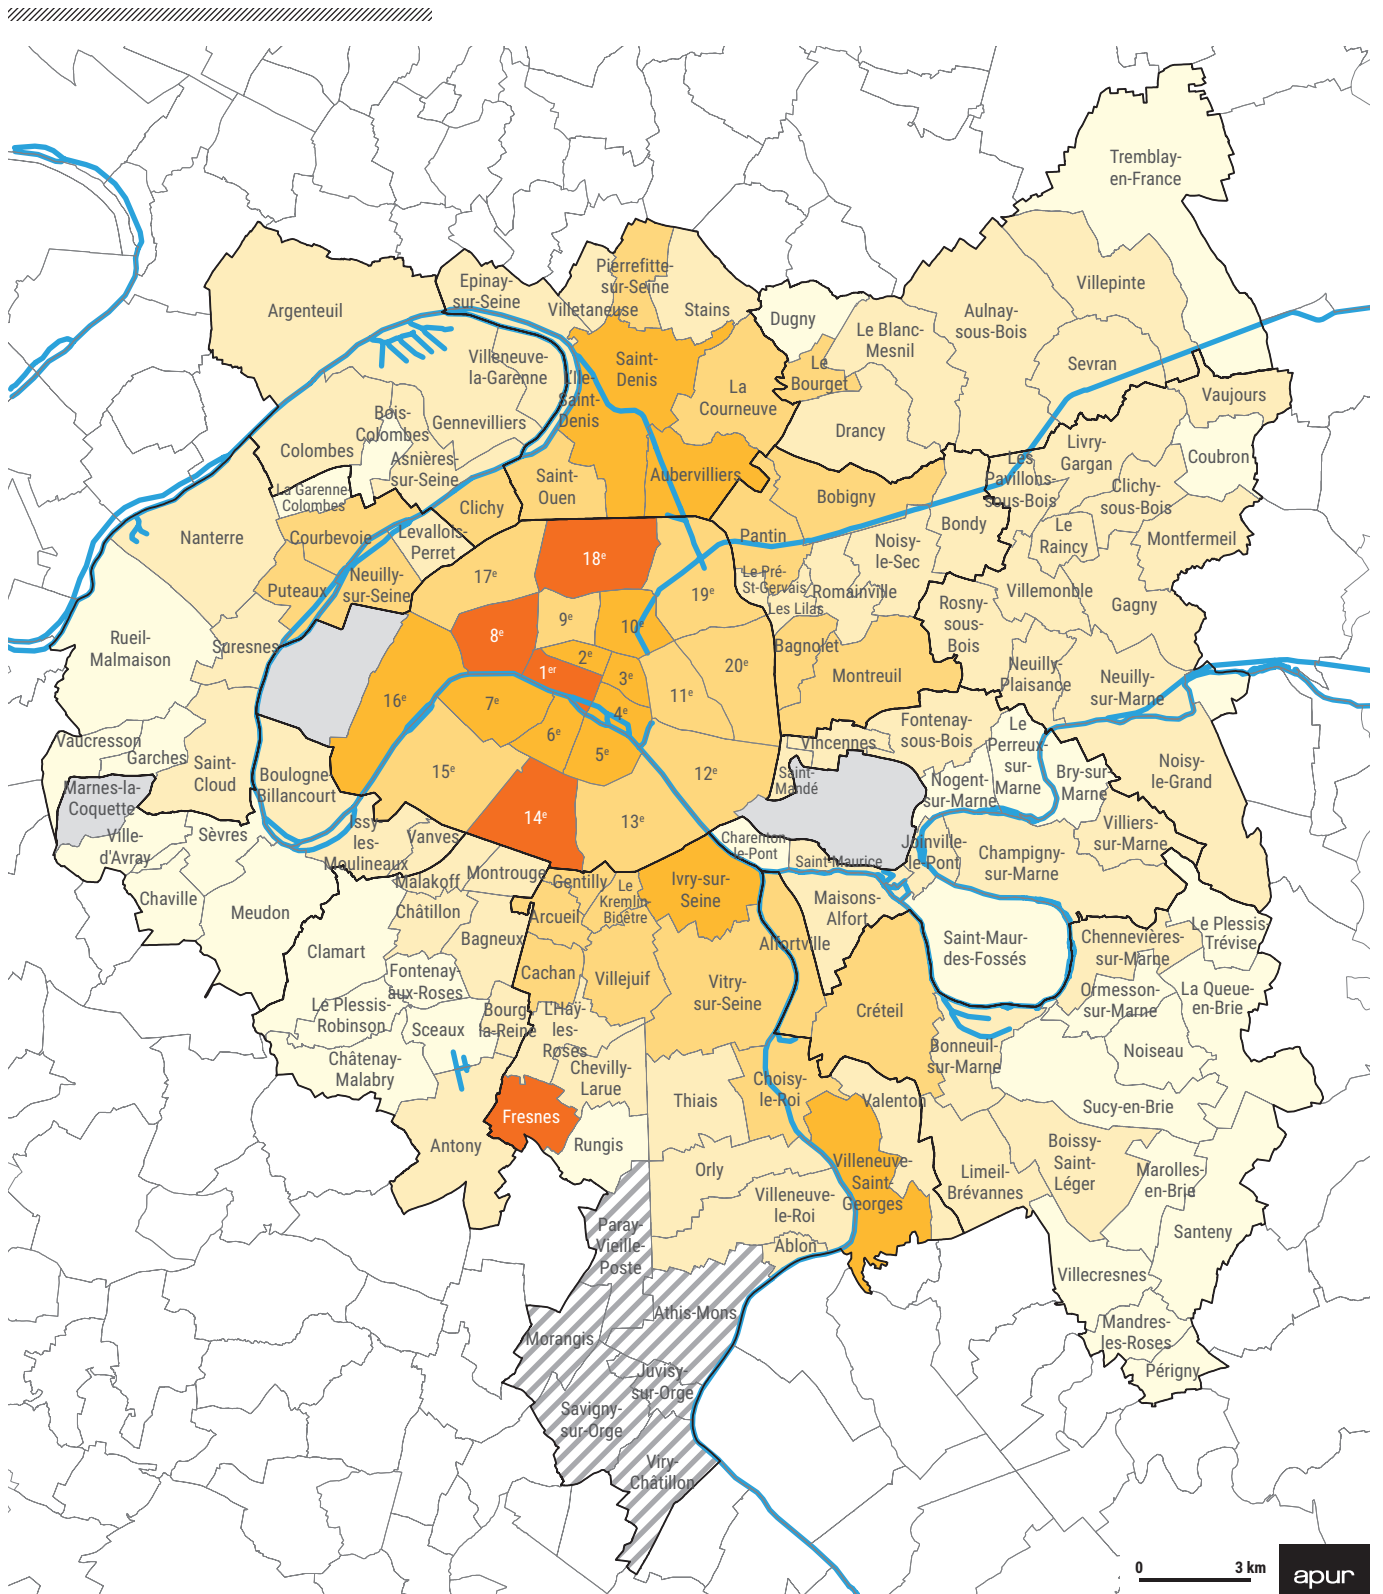 Tremblay-
en-France
Villepinte
Aulnay-
sous-Bois
Sevran
Vaujours
Coubron
Dugny
Le Blanc-
Mesnil
Le
Bourget
Drancy
Pierrefitte-
sur-Seine
Villetaneuse
Stains
Epinay-
sur-Seine
Argenteuil
Villeneuve-
la-Garenne
L'Ile-
Saint-
Denis
Saint-
Denis
La
Courneuve
Bois-
Colombes
Gennevilliers
Colombes
Asnières-
sur-Seine
La Garenne-
Colombes
Saint-
Ouen
Aubervilliers
Bobigny
Livry-
Gargan
Les
Pavillons-
sous-Bois
Clichy-
sous-Bois
Bondy
Le
Raincy
Montfermeil
Nanterre
Courbevoie
Levallois-
Perret
Clichy
Pantin
Noisy-
le-Sec
Puteaux
Neuilly-
sur-Seine
17e
18e
19e
Le Pré-
St-Gervais
Les Lilas
Romainville
Villemomble
Gagny
Rosny-
sous-
Bois
Rueil-
Malmaison
Suresnes
8e
9e
10e
2e
1er
3e
20e
11e
Bagnolet
Montreuil
Neuilly-
Plaisance
Neuilly-
sur-Marne
16e
7e
4e
6e
5e
Vaucresson
Garches
Saint-
Cloud
Boulogne
Billancourt
15e
12e
Vincennes
Saint-
Mandé
Fontenay-
sous-Bois
Le
Perreux-
sur-
Marne
Nogent-
sur-Marne
Bry-sur-
Marne
Noisy-
le-Grand
Marnes-la-
Coquette
Ville-
d'Avray
Sèvres
Issy-
les-
Moulineaux
Vanves
14e
13e
Charenton
le-Pont
Saint-Maurice
Joinville-
le-Pont
Champigny-
sur-Marne
Villiers-
sur-Marne
Chaville
Meudon
Malakoff
Montrouge
Gentilly
Le
Kremlin-
Bicêtre
Ivry-sur-
Seine
Maisons-
Alfort
Châtillon
Arcueil
Clamart
Bagneux
Alfortville
Saint-Maur-
des-Fossés
Chennevières-
sur-Marne
Le Plessis-
Trévise
Fontenay-
aux-Roses
Cachan
Villejuif
Vitry-
sur-Seine
Créteil
Ormesson-
sur-Marne
La Queue-
en-Brie
Le Plessis-
Robinson
Sceaux
Bourg-
la-Reine
L'Haÿ-
les-
Roses
Bonneuil-
sur-Marne
Noiseau
Châtenay-
Malabry
Chevilly-
Larue
Thiais
Choisy-
le-Roi
Valenton
Sucy-en-Brie
Fresnes
Antony
Rungis
Orly
Villeneuve-
Saint-
Georges
Limeil-
Brévannes
Boissy-
Saint-
Léger
Marolles-
en-Brie
Villeneuve-
le-Roi
Ablon
Santeny
Paray-
Vieille-
Poste
Villecresnes
Athis-Mons
Morangis
Mandres-
les-Roses
Périgny
Juvisy-
sur-Orge
Savigny-
sur-Orge
Viry-
Châtillon
0 3 km
apur